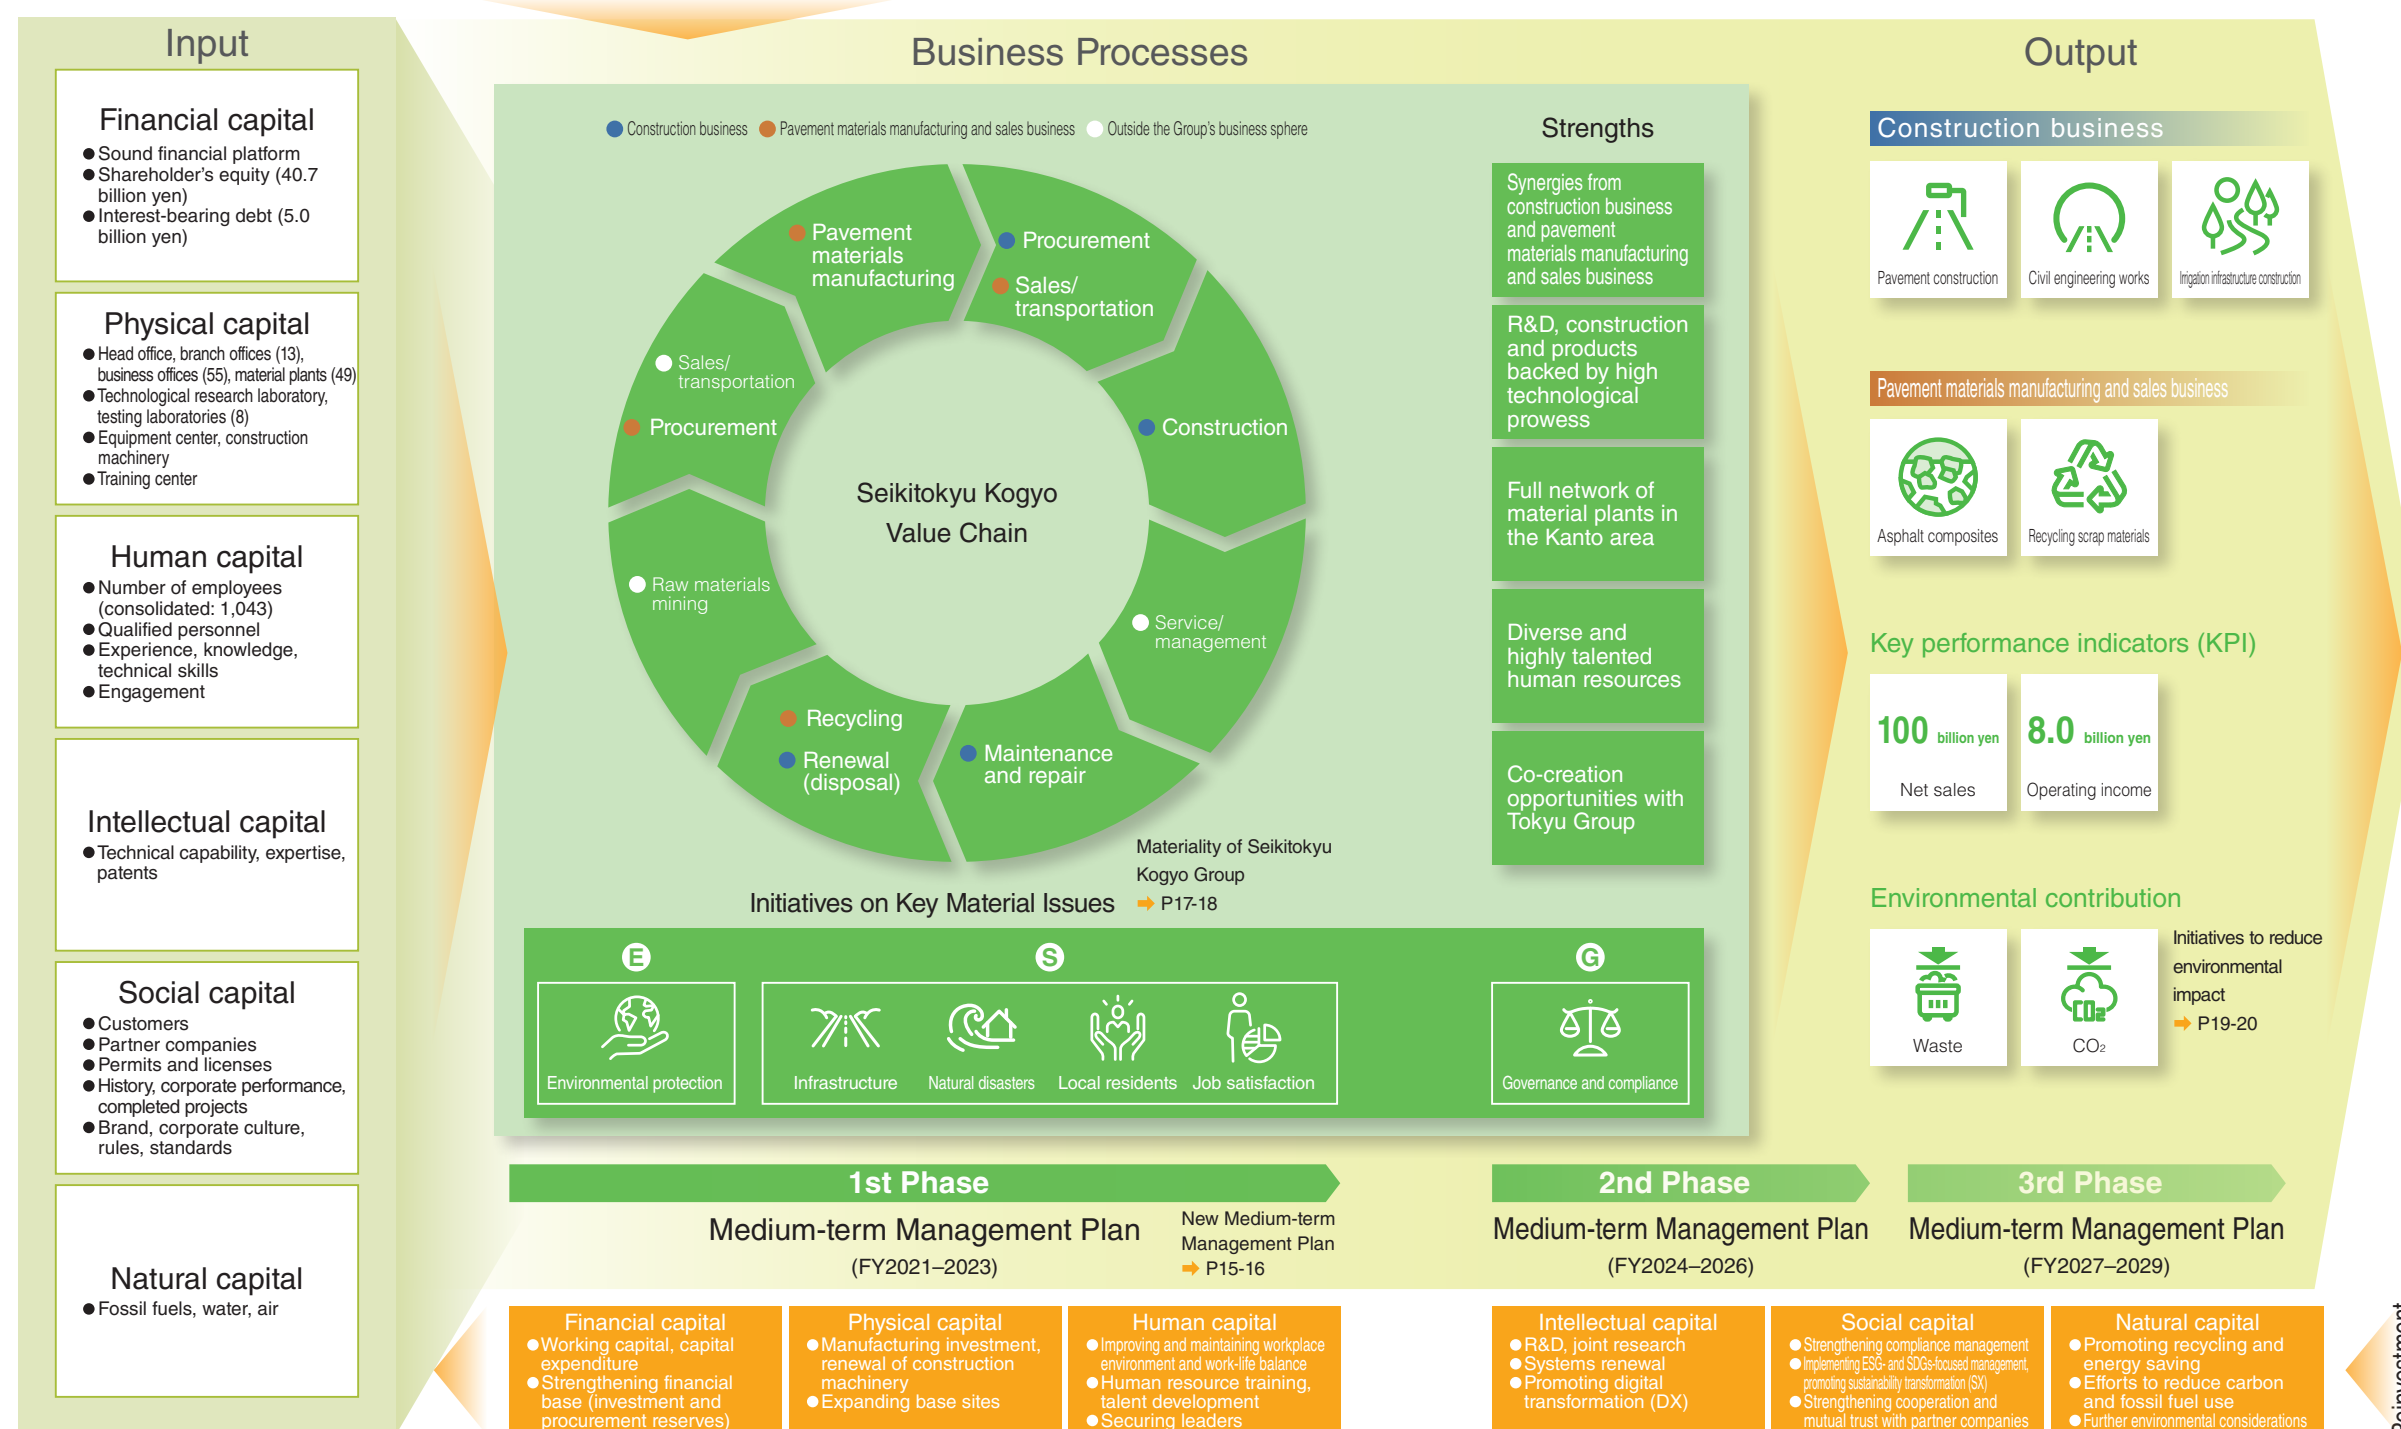 Input
Financial capital
●Sound financial platform
●Shareholder's equity (40.7
billion yen)
●Interest-bearing debt (5.0
billion yen)
Physical capital
●Head office, branch offices (13),
business offices (55), material plants (49)
●Technological research laboratory,
testing laboratories (8)
●Equipment center, construction
machinery
●Training center
Human capital
●Number of employees
(consolidated: 1,043)
●Qualified personnel
●Experience, knowledge,
technical skills
●Engagement
Intellectual capital
●Technical capability, expertise,
patents
Social capital
●Customers
●Partner companies
●Permits and licenses
●History, corporate performance,
completed projects
●Brand, corporate culture,
rules, standards
Natural capital
●Fossil fuels, water, air
Business Processes
Construction business
Pavement materials manufacturing and sales business
Outside the Group's business sphere
Pavement
materials
manufacturing
Procurement
Sales/
transportation
Construction
Service/
management
Maintenance
and repair
Recycling
Renewal
(disposal)
Raw materials
mining
Sales/
transportation
Procurement
Seikitokyu Kogyo
Value Chain
Strengths
Synergies from
construction business
and pavement
materials manufacturing
and sales business
R&D, construction
and products
backed by high
technological
prowess
Full network of
material plants in
the Kanto area
Diverse and
highly talented
human resources
Co-creation
opportunities with
Tokyu Group
Initiatives on Key Material Issues
Materiality of Seikitokyu
Kogyo Group
➡ P17-18
E
Environmental protection
S
Infrastructure
Natural disasters
Local residents
Job satisfaction
G
Governance and compliance
Output
Construction business
Pavement construction
Civil engineering works
Irrigation infrastructure construction
Pavement materials manufacturing and sales business
Asphalt composites
Recycling scrap materials
Key performance indicators (KPI)
100 billion yen
Net sales
8.0 billion yen
Operating income
Environmental contribution
Waste
CO2
CO₂
Initiatives to reduce
environmental
impact
➡ P19-20
1st Phase
Medium-term Management Plan
(FY2021–2023)
New Medium-term
Management Plan
➡ P15-16
2nd Phase
Medium-term Management Plan
(FY2024–2026)
3rd Phase
Medium-term Management Plan
(FY2027–2029)
Financial capital
●Working capital, capital
expenditure
●Strengthening financial
base (investment and
procurement reserves)
Physical capital
●Manufacturing investment,
renewal of construction
machinery
●Expanding base sites
Human capital
●Improving and maintaining workplace
environment and work-life balance
●Human resource training,
talent development
●Securing leaders
Intellectual capital
●R&D, joint research
●Systems renewal
●Promoting digital
transformation (DX)
Social capital
●Strengthening compliance management
●Implementing ESG- and SDGs-focused management,
promoting sustainability transformation (SX)
●Strengthening cooperation and
mutual trust with partner companies
Natural capital
●Promoting recycling and
energy saving
●Efforts to reduce carbon
and fossil fuel use
●Further environmental considerations